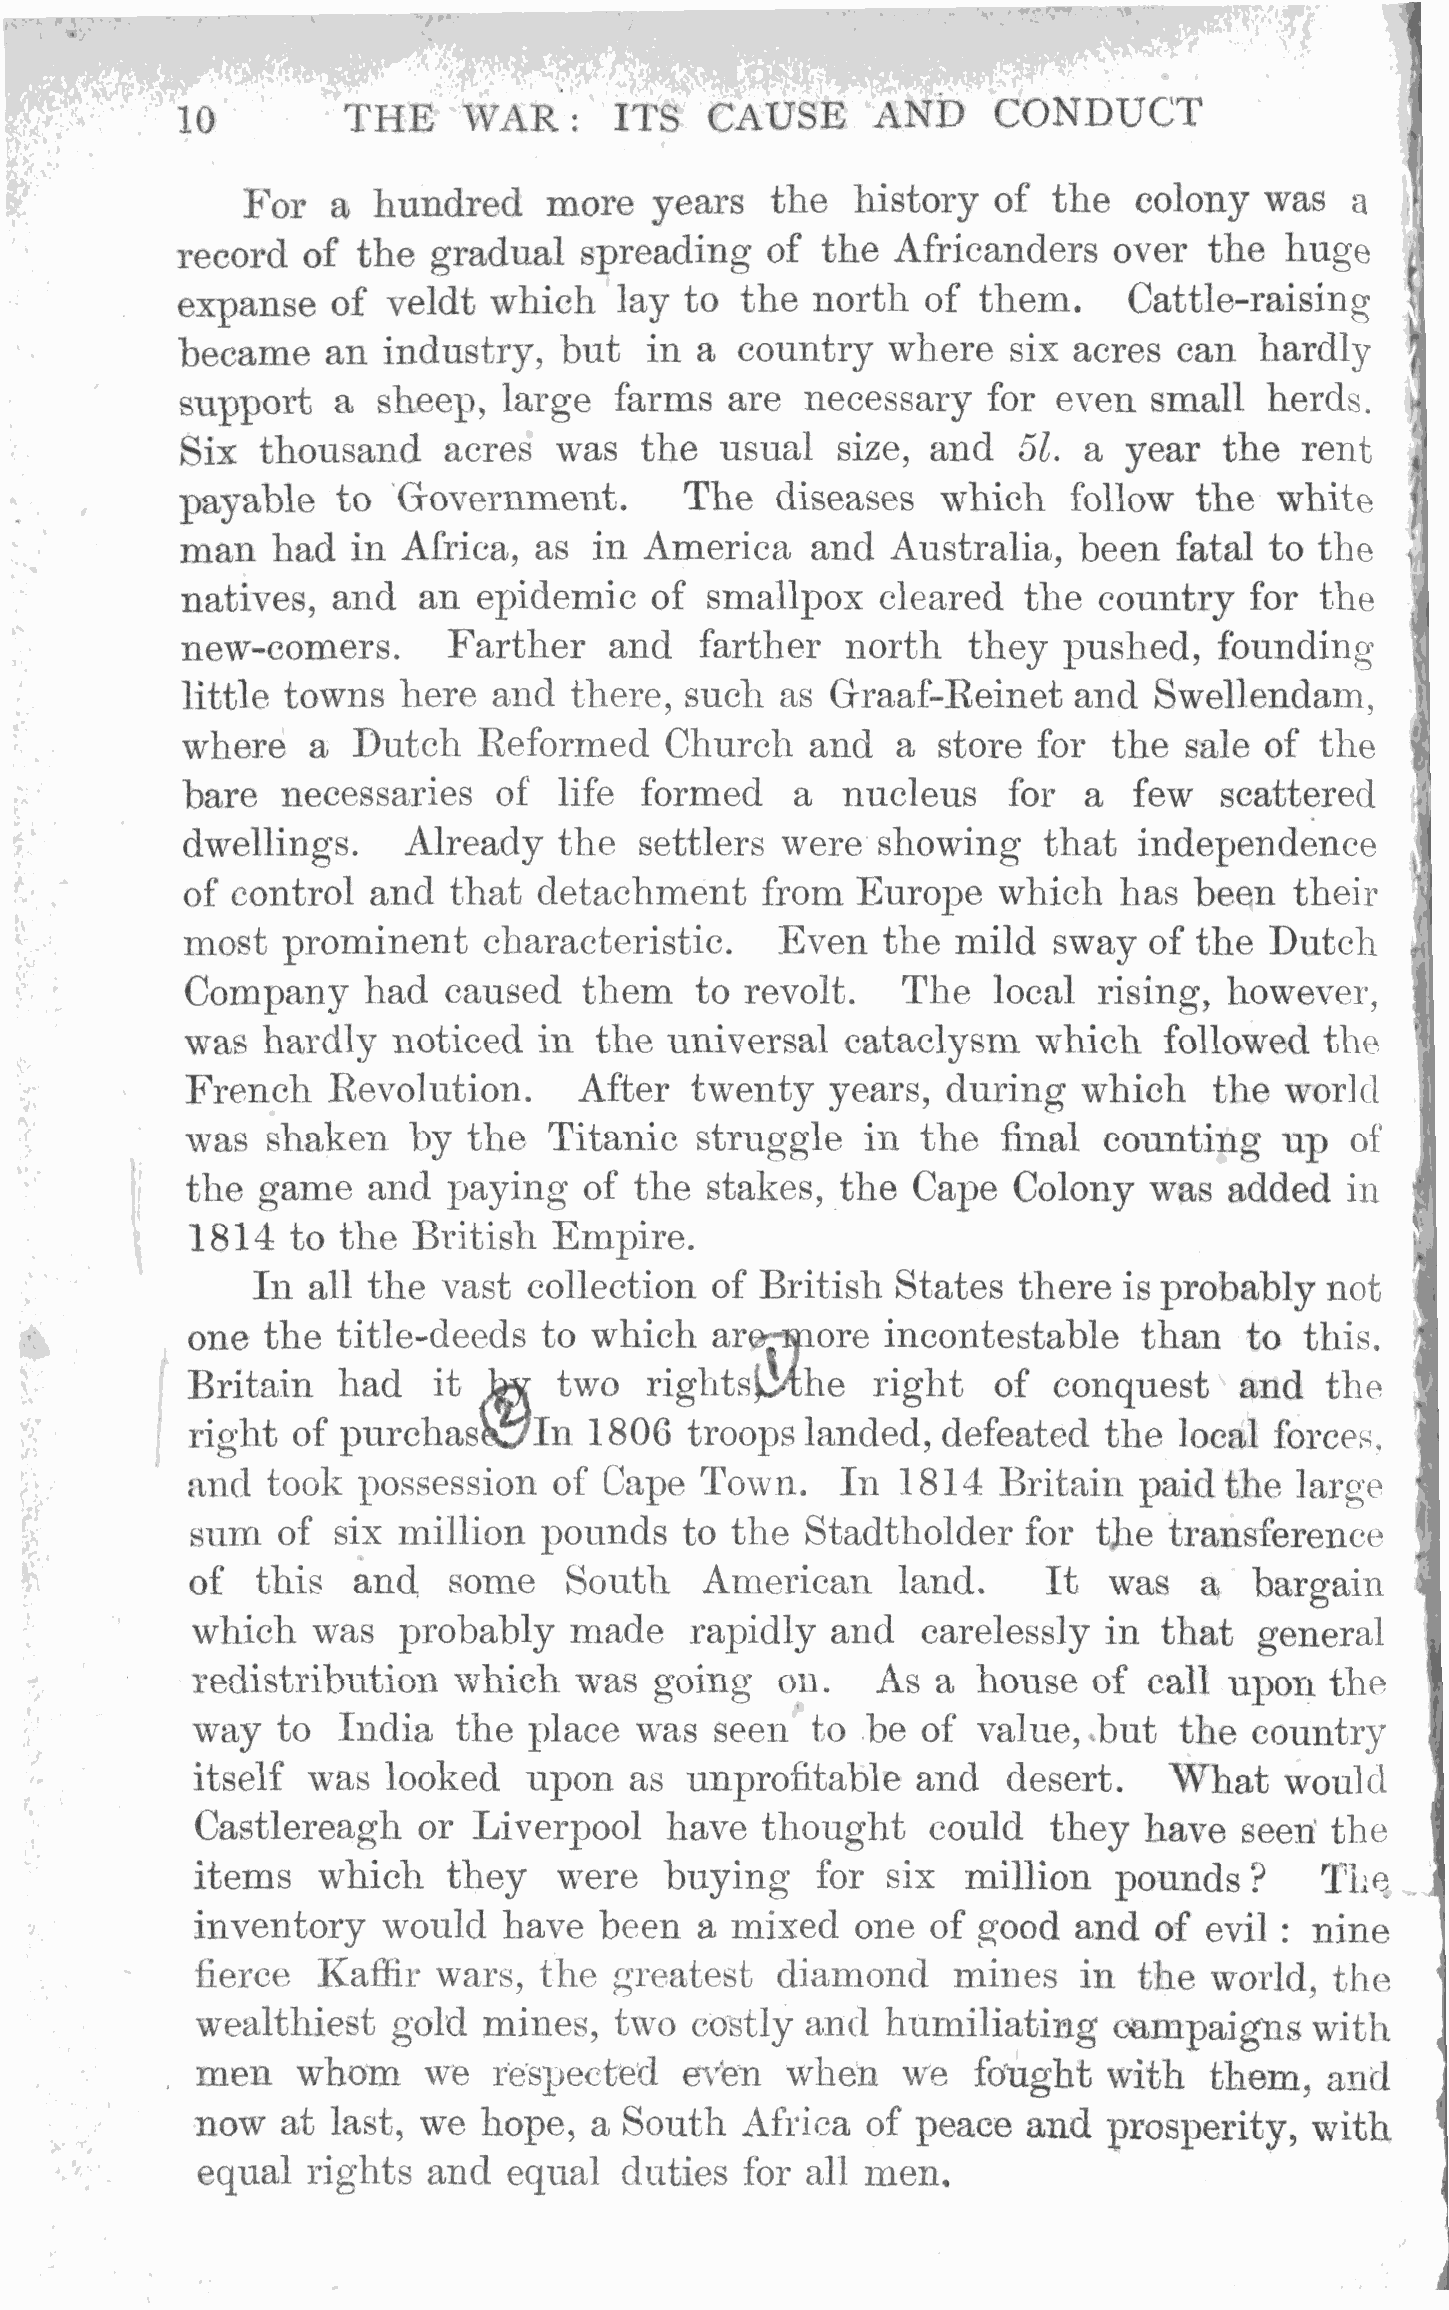 10 THE WAR: ITS CAUSE AND CONDUCT
For a hundred more years the history of the colony was a
record of the gradual spreading of the Africanders over the huge
expanse of veldt which lay to the north of them. Cattle-raising
became an industry, but in a country where six acres can hardly
support a sheep, large farms are necessary for even small herds.
Six thousand acres was the usual size, and 5l. a year the rent
payable to Government. The diseases which follow the white
man had in Africa, as in America and Australia, been fatal to the
natives, and an epidemic of smallpox cleared the country for the
new-comers. Farther and farther north they pushed, founding
little towns here and there, such as Graaf-Reinet and Swellendam,
where a Dutch Reformed Church and a store for the sale of the
bare necessaries of life formed a nucleus for a few scattered
dwellings. Already the settlers were showing that independence
of control and that detachment from Europe which has been their
most prominent characteristic. Even the mild sway of the Dutch
Company had caused them to revolt. The local rising, however,
was hardly noticed in the universal cataclysm which followed the
French Revolution. After twenty years, during which the world
was shaken by the Titanic struggle in the final counting up of
the game and paying of the stakes, the Cape Colony was added in
1814 to the British Empire.
In all the vast collection of British States there is probably not
one the title-deeds to which are more incontestable than to this.
Britain had it by two rights, (1) the right of conquest and the
right of purchase. (2) In 1806 troops landed, defeated the local forces,
and took possession of Cape Town. In 1814 Britain paid the large
sum of six million pounds to the Stadtholder for the transference
of this and some South American land. It was a bargain
which was probably made rapidly and carelessly in that general
redistribution which was going on. As a house of call upon the
way to India the place was seen to be of value, but the country
itself was looked upon as unprofitable and desert. What would
Castlereagh or Liverpool have thought could they have seen the
items which they were buying for six million pounds? The
inventory would have been a mixed one of good and of evil: nine
fierce Kaffir wars, the greatest diamond mines in the world, the
wealthiest gold mines, two costly and humiliating campaigns with
men whom we respected even when we fought with them, and
now at last, we hope, a South Africa of peace and prosperity, with
equal rights and equal duties for all men.